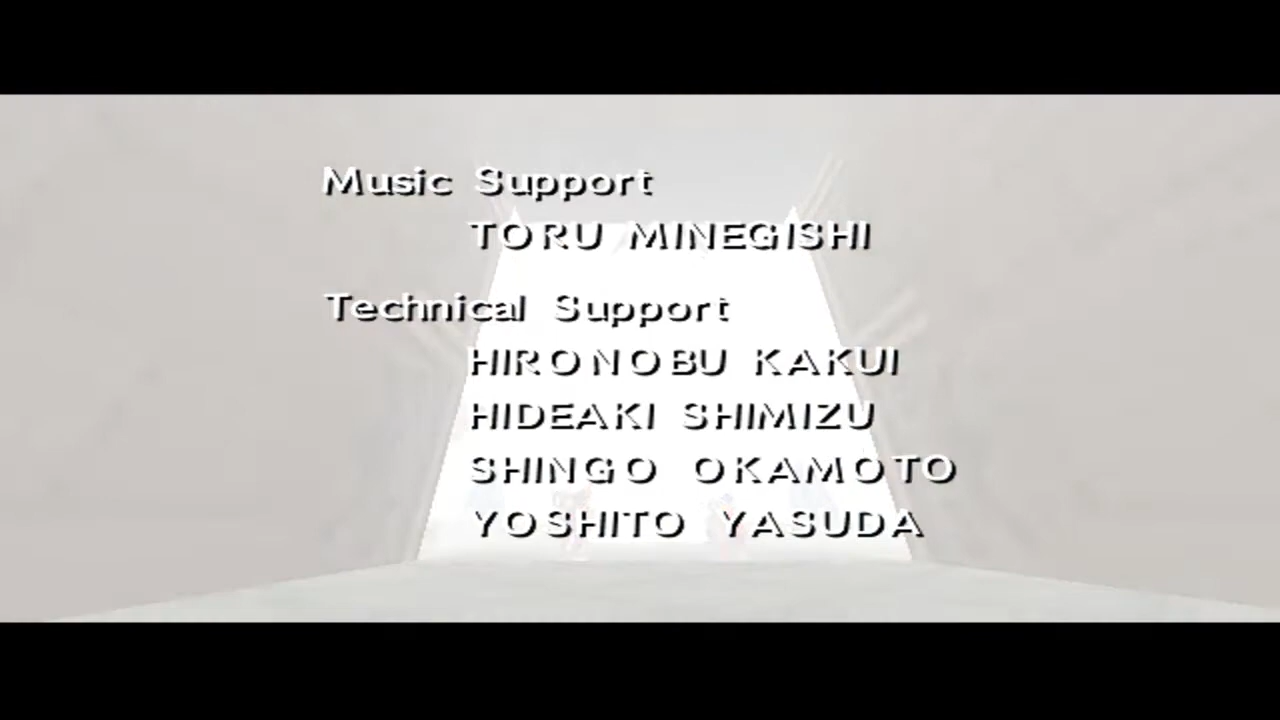 Music Support
TORU MINEGISHI
Technical Support
HIRONOBU KAKUI
HIDEAKI SHIMIZU
SHINGO OKAMOTO
YOSHITO YASUDA